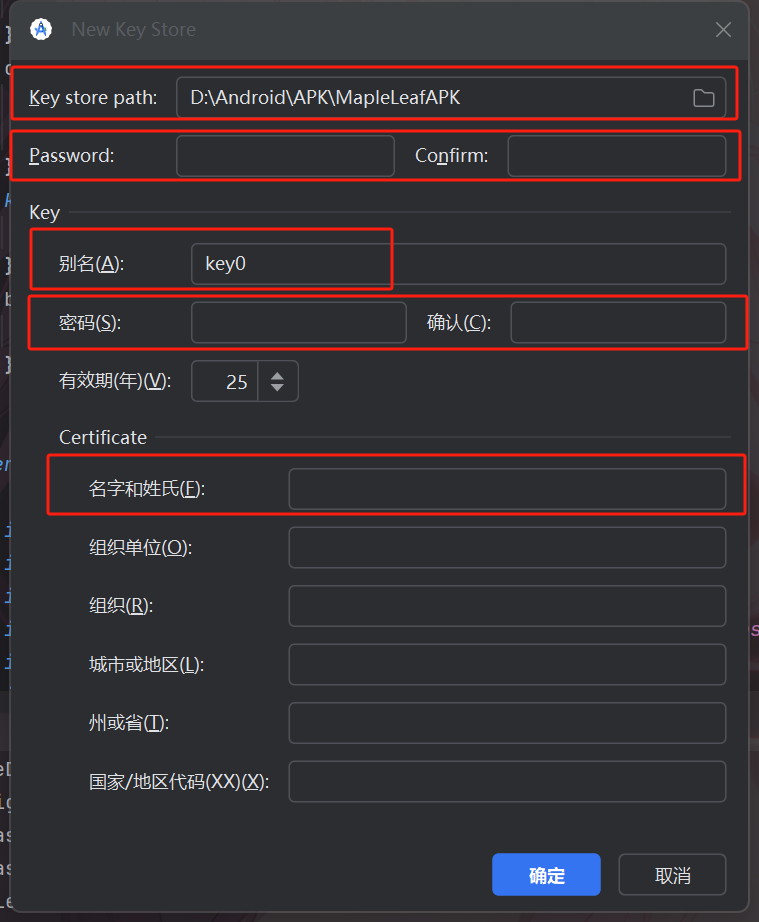 New Key Store
Key store path: D:\Android\APK\MapleLeafAPK
Password: Confirm:
Key
别名(A): key0
密码(S): 确认(C):
有效期(年)(V): 25
Certificate
名字和姓氏(F):
组织单位(O):
组织(R):
城市或地区(L):
州或省(T):
国家/地区代码(XX)(X):
确定 取消